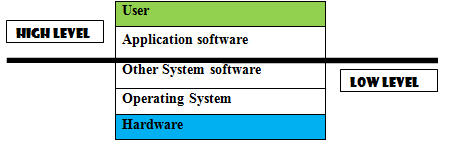 User
HIGH LEVEL
Application software
Other System software
LOW LEVEL
Operating System
Hardware